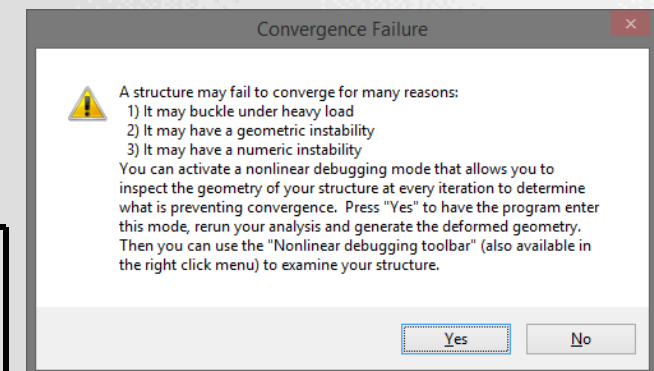 Convergence Failure
A structure may fail to converge for many reasons:
1) It may buckle under heavy load
2) It may have a geometric instability
3) It may have a numeric instability
You can activate a nonlinear debugging mode that allows you to
inspect the geometry of your structure at every iteration to determine
what is preventing convergence.  Press "Yes" to have the program enter
this mode, rerun your analysis and generate the deformed geometry.
Then you can use the "Nonlinear debugging toolbar" (also available in
the right click menu) to examine your structure.
Yes
No